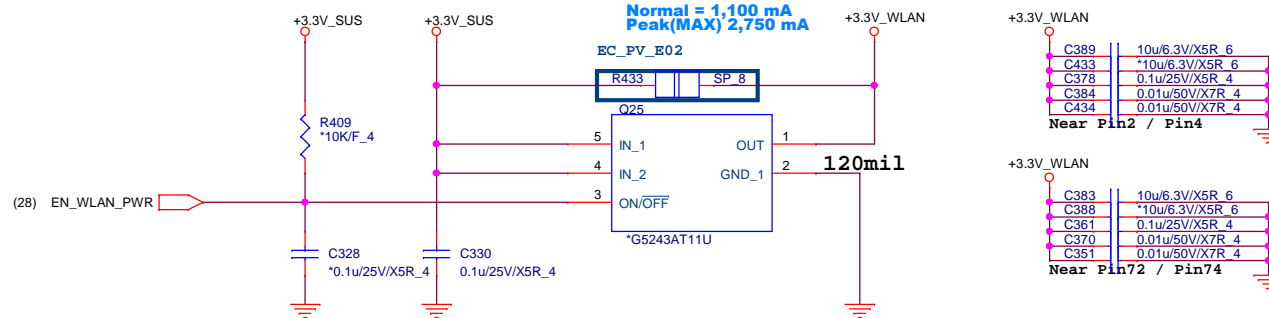 Normal = 1,100 mA
Peak(MAX) 2,750 mA
+3.3V_SUS
+3.3V_SUS
+3.3V_WLAN
EC_PV_E02
R433
SP_8
Q25
R409
*10K/F_4
5
IN_1
OUT
1
4
IN_2
GND_1
2
120mil
3
ON/OFF
(28) EN_WLAN_PWR
*G5243AT11U
C328
*0.1u/25V/X5R_4
C330
0.1u/25V/X5R_4
+3.3V_WLAN
C389 10u/6.3V/X5R_6
C433 *10u/6.3V/X5R_6
C378 0.1u/25V/X5R_4
C384 0.01u/50V/X7R_4
C434 0.01u/50V/X7R_4
Near Pin2 / Pin4
+3.3V_WLAN
C383 10u/6.3V/X5R_6
C388 *10u/6.3V/X5R_6
C361 0.1u/25V/X5R_4
C370 0.01u/50V/X7R_4
C351 0.01u/50V/X7R_4
Near Pin72 / Pin74